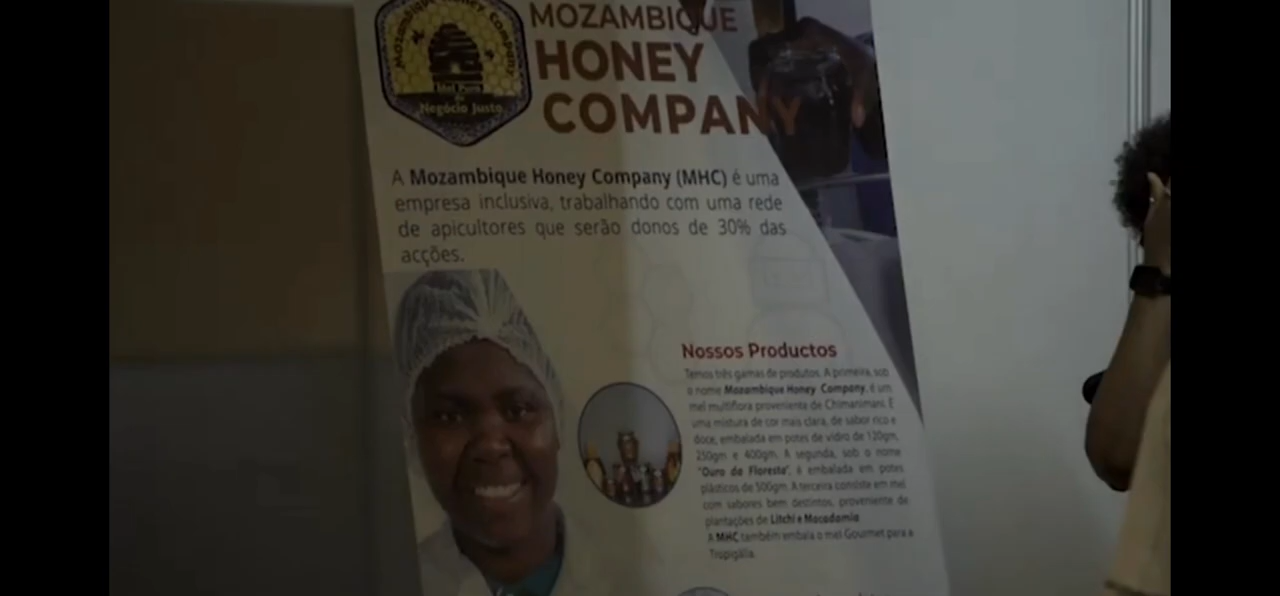 Mozambique Honey Company
Mel Puro
Negócio Justo
MOZAMBIQUE
HONEY
COMPANY
A Mozambique Honey Company (MHC) é uma
empresa inclusiva, trabalhando com uma rede
de apicultores que serão donos de 30% das
acções.
Nossos Productos
Temos três gamas de produtos. A primeira, sob
o nome Mozambique Honey Company, é um
mel multiflora proveniente de Chimanimani. É
uma mistura de cor mais clara, de sabor rico e
doce, embalada em potes de vidro de 120gm,
250gm e 400gm. A segunda, sob o nome
"Ouro da Floresta", é embalada em potes
plásticos de 500gm. A terceira consiste em mel
com sabores bem destintos, proveniente de
plantações de Litchi e Macadamia
A MHC também embala o mel Gourmet para a
Tropigália.